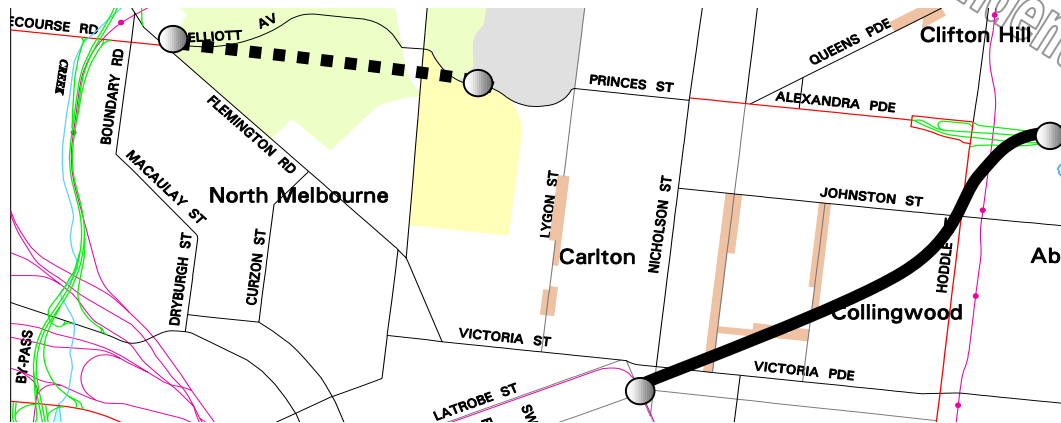 ECOURSE RD
ELLIOTT
AV
QUEENS PDE
Clifton Hill
CREEK
BOUNDARY RD
PRINCES ST
ALEXANDRA PDE
FLEMINGTON RD
MACAULAY ST
North Melbourne
LYGON ST
NICHOLSON ST
JOHNSTON ST
DRYBURGH ST
CURZON ST
Carlton
HODDLE
Ab
Collingwood
BY-PASS
VICTORIA ST
VICTORIA PDE
LATROBE ST
SW